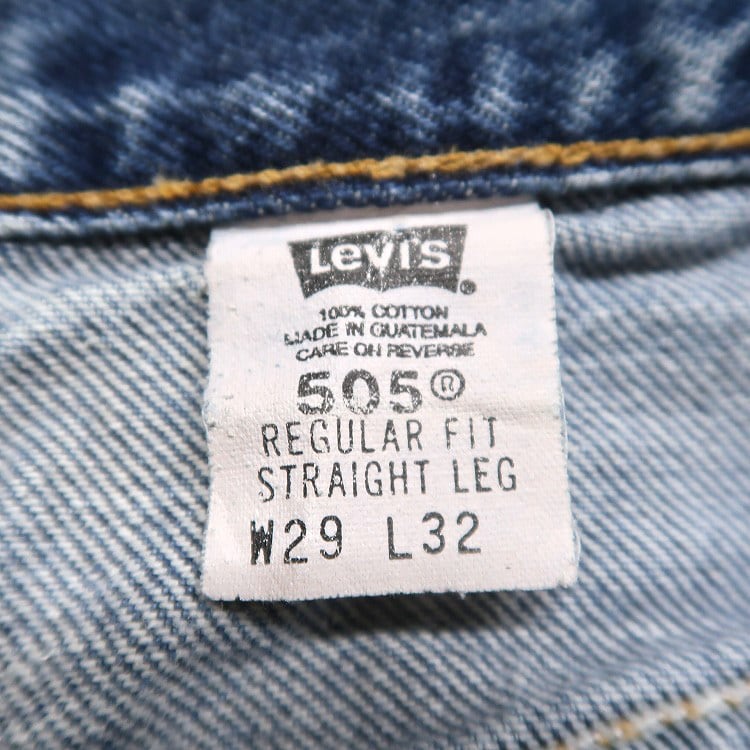 Levi's®
100% COTTON
MADE IN GUATEMALA
CARE ON REVERSE
505®
REGULAR FIT
STRAIGHT LEG
W29 L32